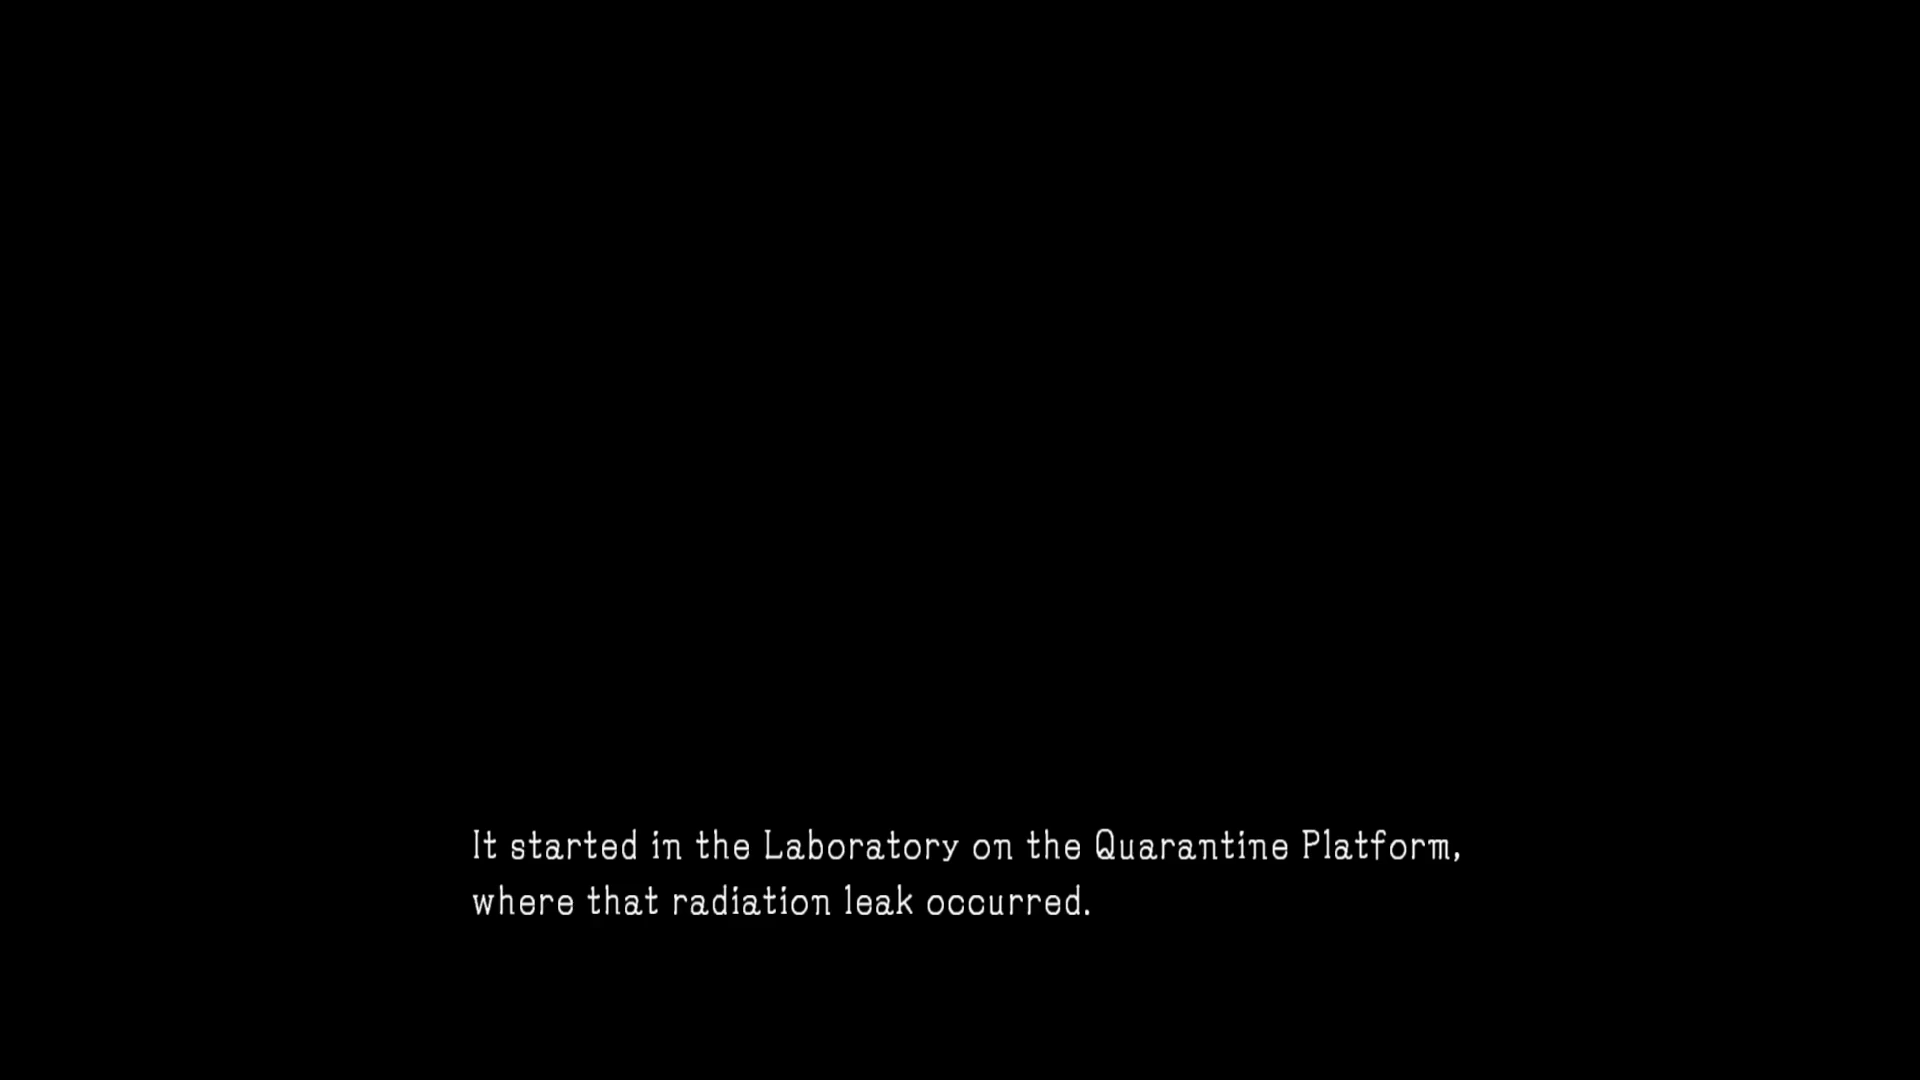 It started in the Laboratory on the Quarantine Platform,
where that radiation leak occurred.